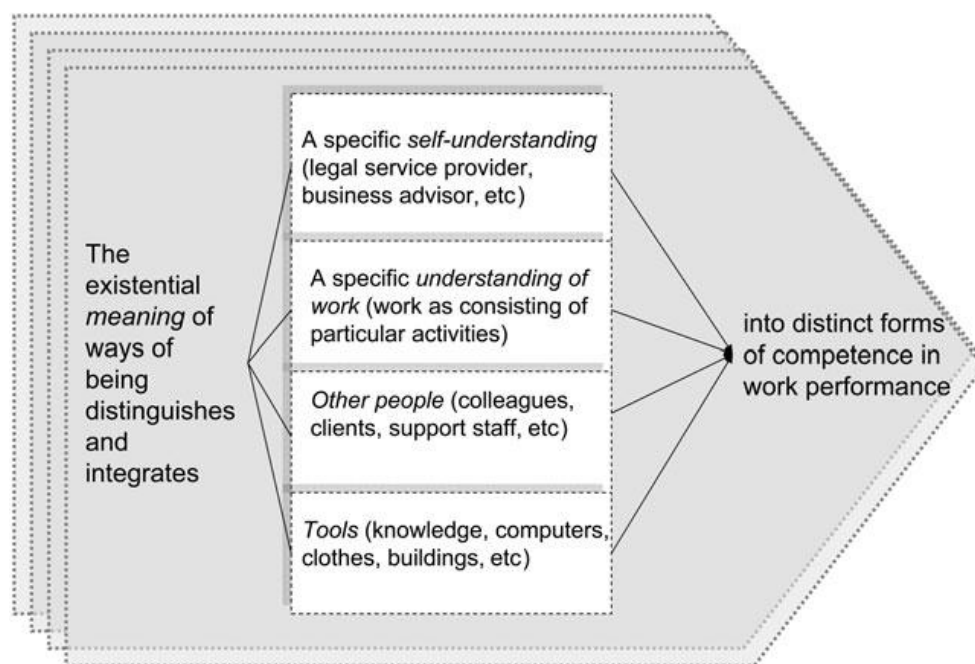 A specific self-understanding
(legal service provider,
business advisor, etc)
The
existential
meaning of
ways of
being
distinguishes
and
integrates
A specific understanding of
work (work as consisting of
particular activities)
Other people (colleagues,
clients, support staff, etc)
Tools (knowledge, computers,
clothes, buildings, etc)
into distinct forms
of competence in
work performance